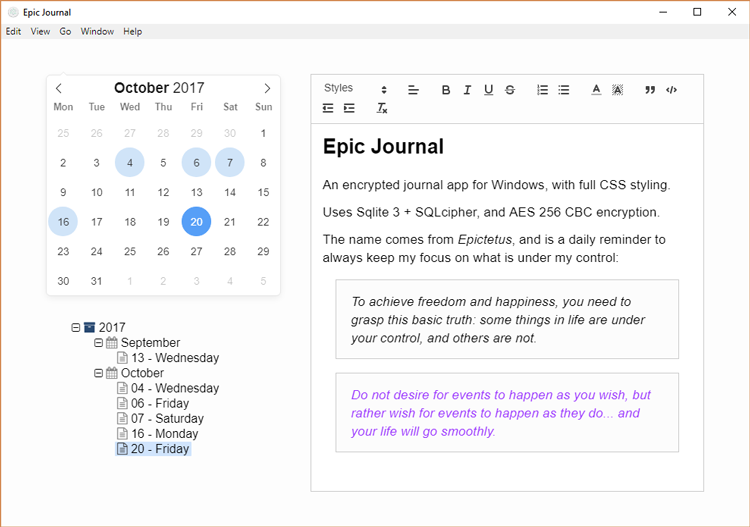 Epic Journal
Edit View Go Window Help
October 2017
Mon Tue Wed Thu Fri Sat Sun
25 26 27 28 29 30 1
2 3 4 5 6 7 8
9 10 11 12 13 14 15
16 17 18 19 20 21 22
23 24 25 26 27 28 29
30 31 1 2 3 4 5
2017
September
13 - Wednesday
October
04 - Wednesday
06 - Friday
07 - Saturday
16 - Monday
20 - Friday
Styles
B I U S A A
Epic Journal
An encrypted journal app for Windows, with full CSS styling.
Uses Sqlite 3 + SQLcipher, and AES 256 CBC encryption.
The name comes from Epictetus, and is a daily reminder to
always keep my focus on what is under my control:
To achieve freedom and happiness, you need to
grasp this basic truth: some things in life are under
your control, and others are not.
Do not desire for events to happen as you wish, but
rather wish for events to happen as they do... and
your life will go smoothly.